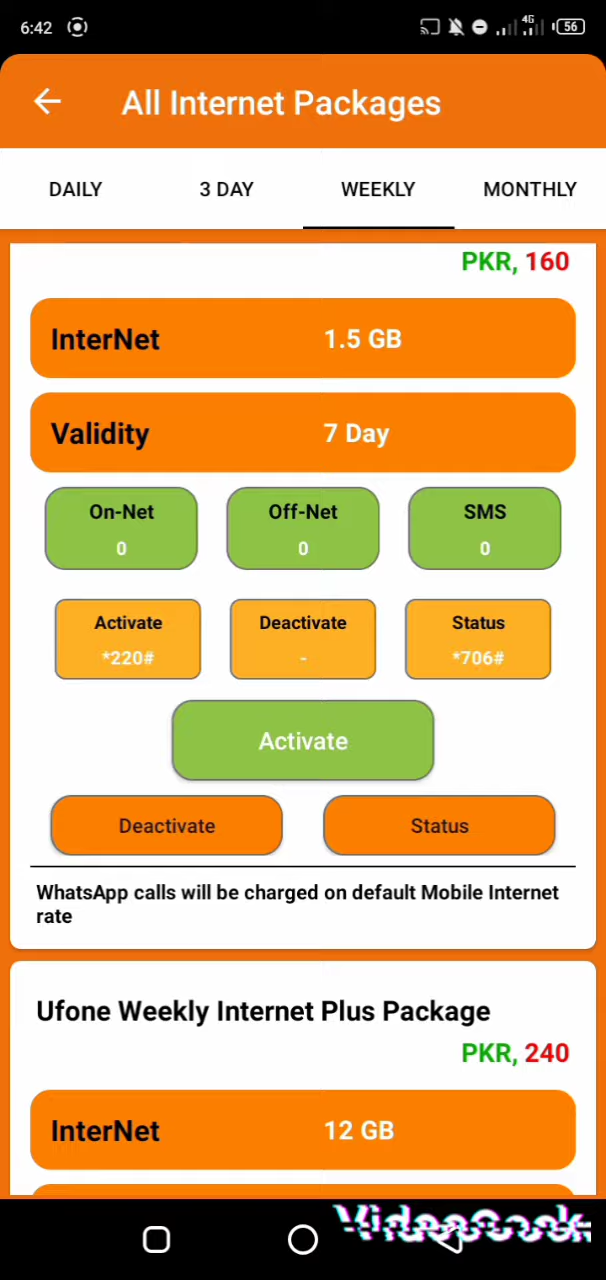 6:42
4G
56
All Internet Packages
DAILY
3 DAY
WEEKLY
MONTHLY
PKR, 160
InterNet
1.5 GB
Validity
7 Day
On-Net
Off-Net
SMS
0
0
0
Activate
Deactivate
Status
*220#
-
*706#
Activate
Deactivate
Status
WhatsApp calls will be charged on default Mobile Internet
rate
Ufone Weekly Internet Plus Package
PKR, 240
InterNet
12 GB